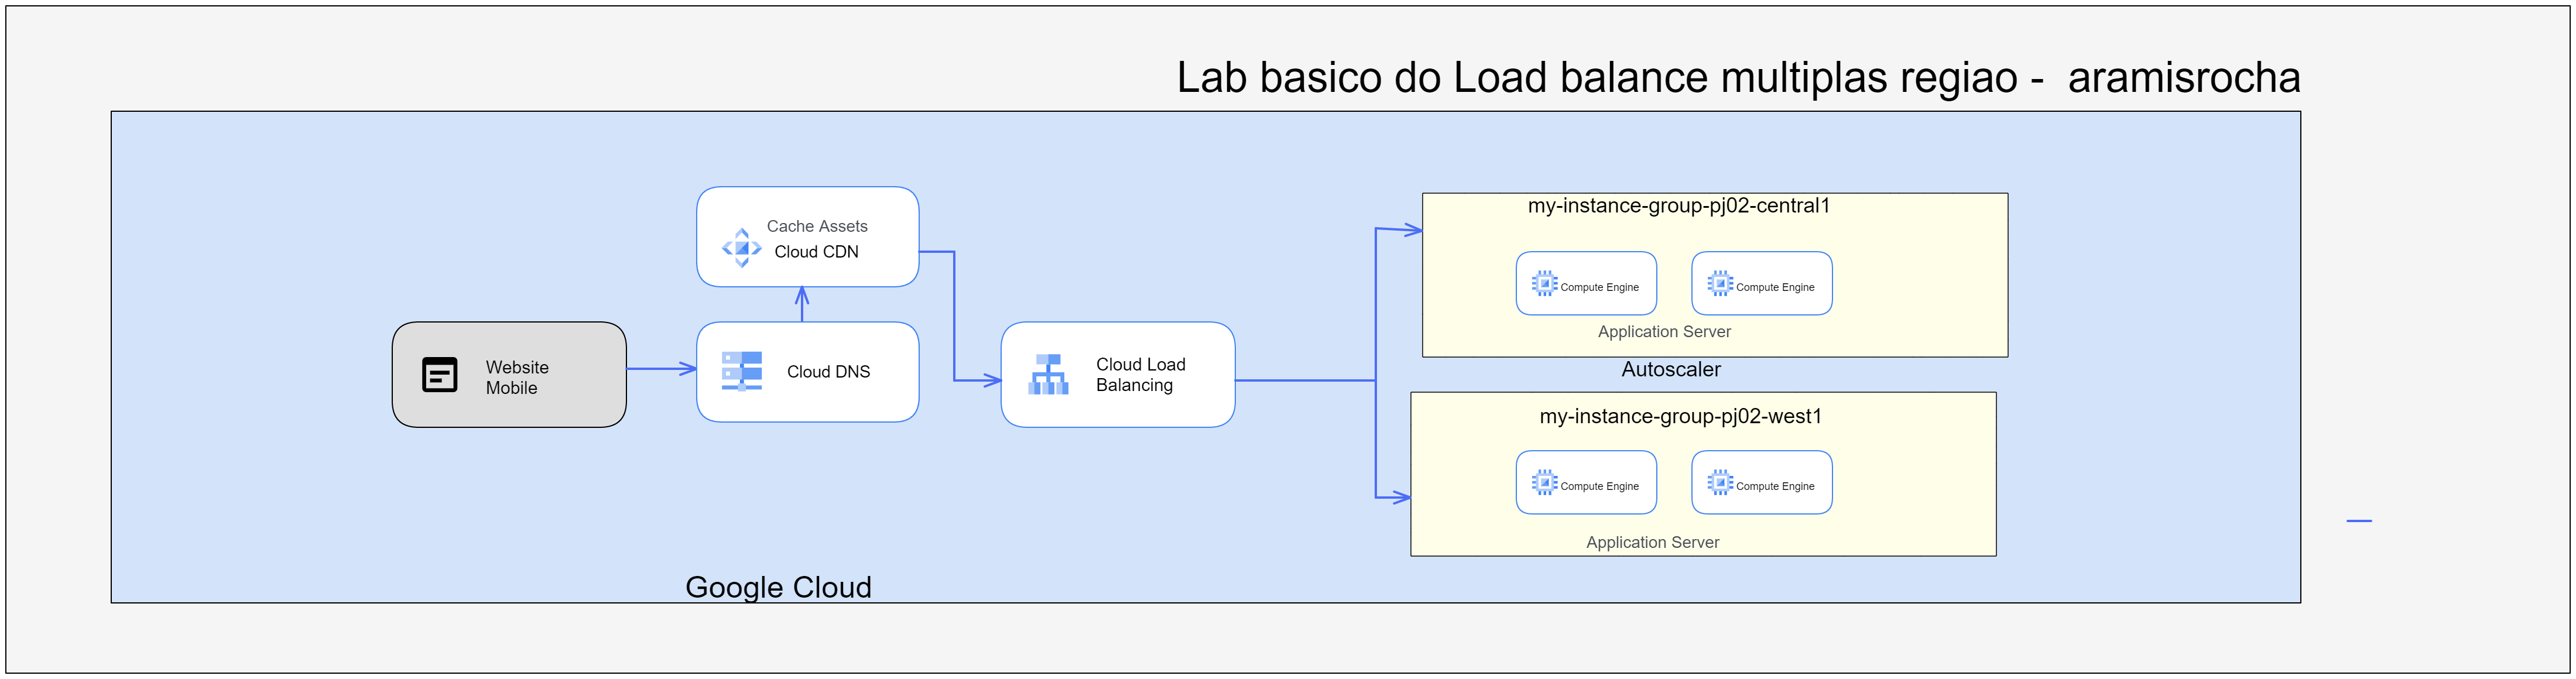 Lab basico do Load balance multiplas regiao -  aramisrocha
Cache Assets
Cloud CDN
Website
Mobile
Cloud DNS
Cloud Load
Balancing
my-instance-group-pj02-central1
Compute Engine
Compute Engine
Application Server
Autoscaler
my-instance-group-pj02-west1
Compute Engine
Compute Engine
Application Server
Google Cloud